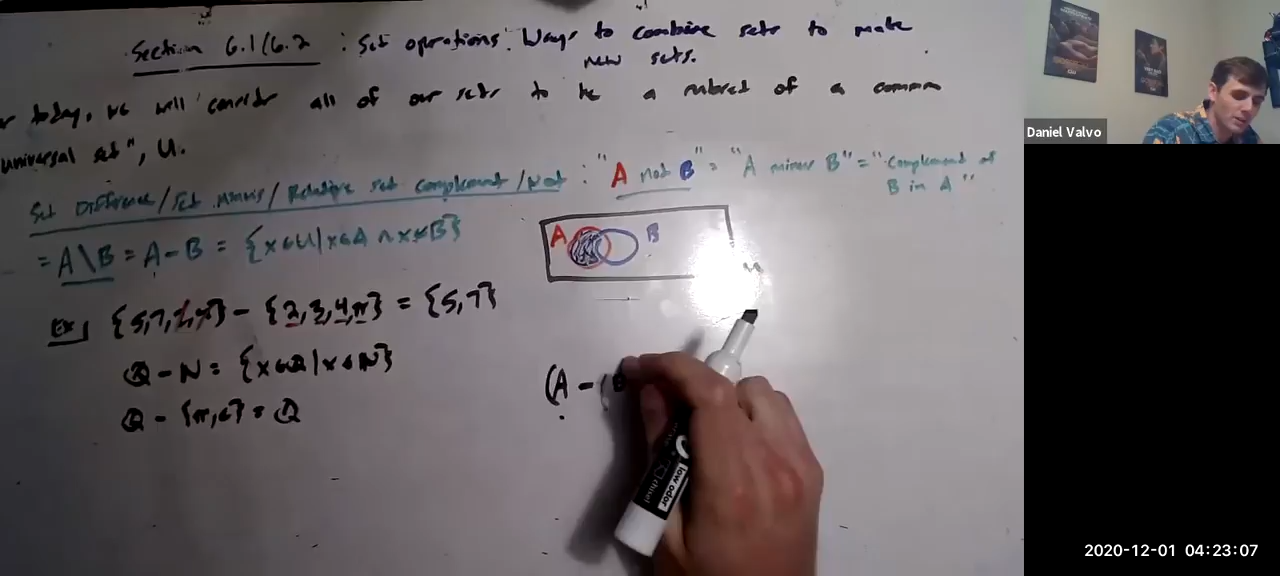 Section 6.1/6.2 : Set operations: Ways to combine sets to make
new sets.
r today, we will consider all of our sets to be a subset of a common
universal set", U.
Set Difference/Set Minus/Relative set complement/Not : "A not B" = "A minus B" = "Complement of
B in A"
= A\B = A-B = {x∈U|x∈A ∧ x∉B}
A B
Ex] {5,7, - {2,3,4,π} = {5,7}
Q - N = {x∈Q|x∉N}
Q - {π,e} = Q
(A - (B
low odor
chisel
Daniel Valvo
2020-12-01 04:23:07